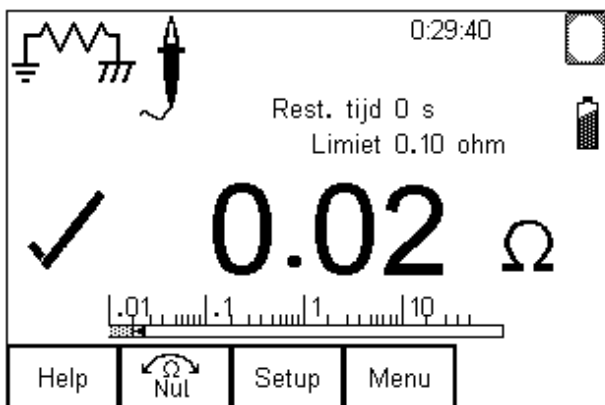 0:29:40
Rest. tijd 0 s
Limiet 0.10 ohm
0.02 Ω
.01 .1 1 10
Help Ω Nul Setup Menu